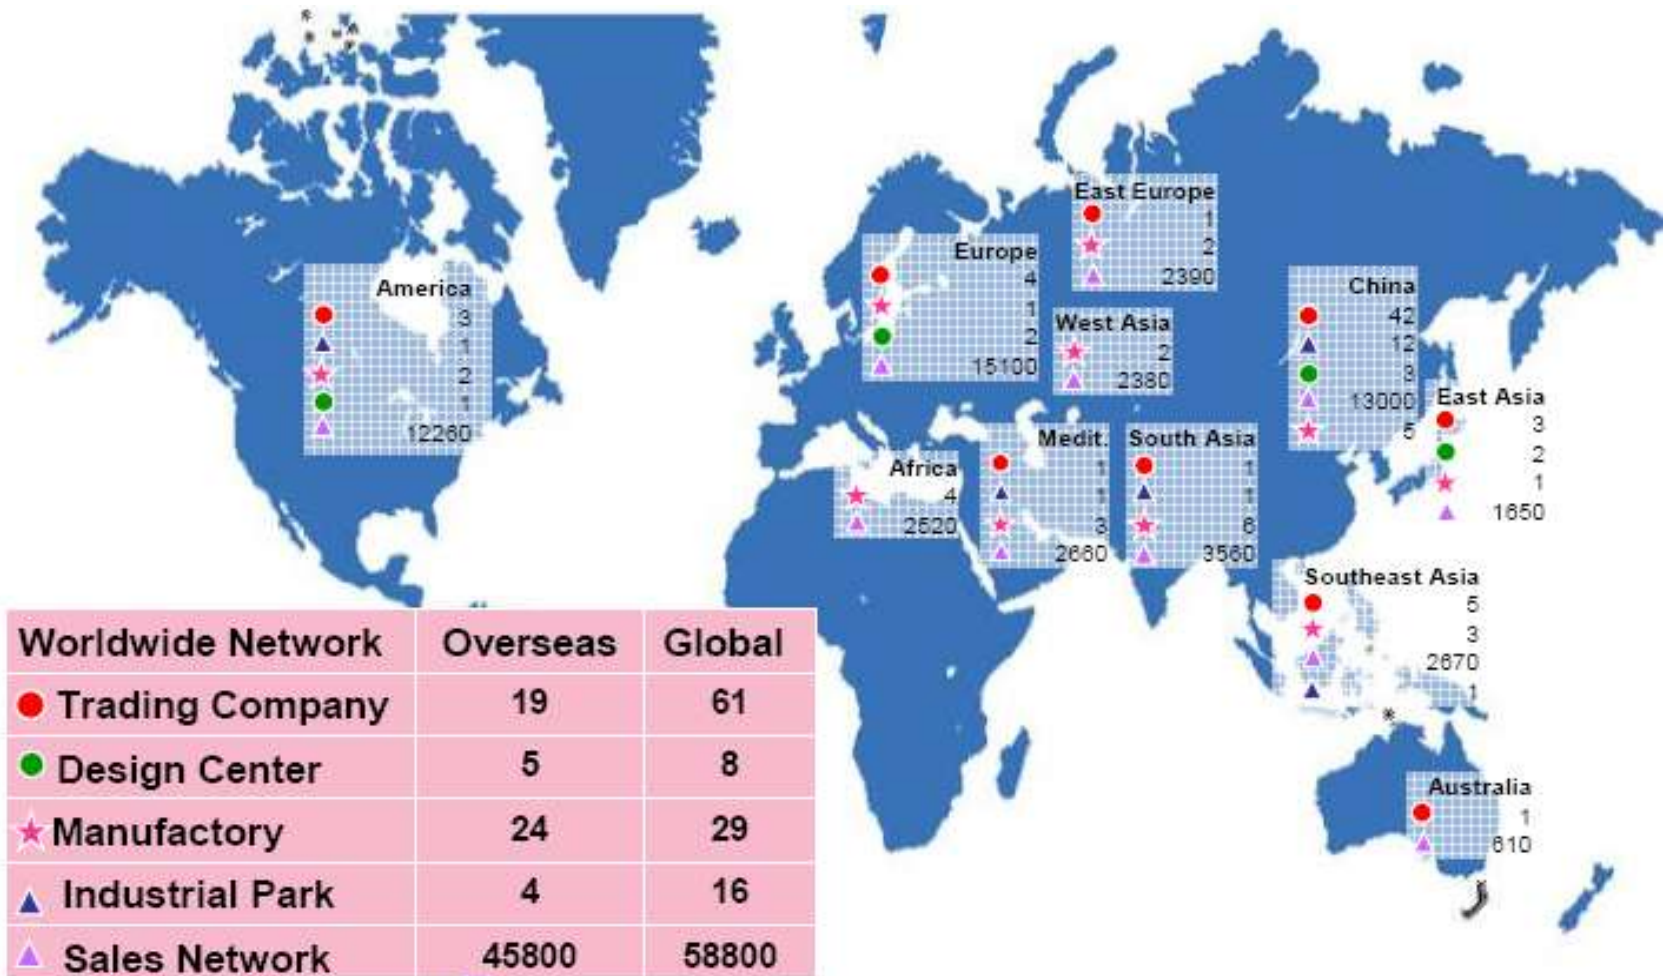 East Europe
1
2
2390
Europe
4
1
2
15100
America
3
1
2
1
12260
West Asia
2
2380
China
42
12
3
13000
5
East Asia
3
2
1
1650
Africa
4
2520
Medit.
1
1
3
2660
South Asia
1
1
6
3560
Southeast Asia
5
3
2670
1
Australia
1
610
Worldwide Network Overseas Global
Trading Company 19 61
Design Center 5 8
Manufactory 24 29
Industrial Park 4 16
Sales Network 45800 58800